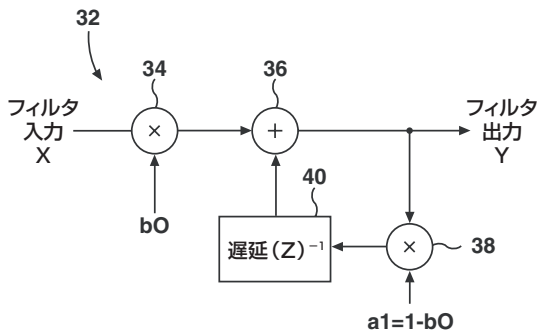 32
34
36
フィルタ
入力
X
×
+
フィルタ
出力
Y
bO
40
遅延(Z)⁻¹
×
38
a1=1-bO